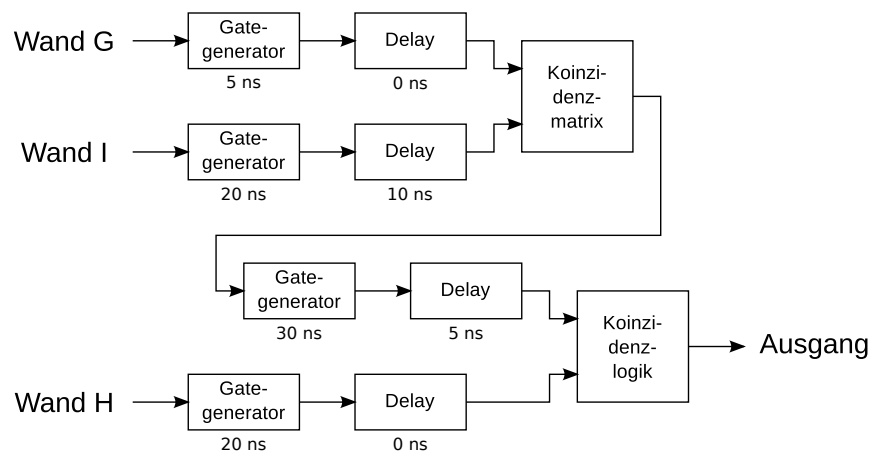 Wand G
Gate-
generator
5 ns
Delay
0 ns
Koinzi-
denz-
matrix
Wand I
Gate-
generator
20 ns
Delay
10 ns
Gate-
generator
30 ns
Delay
5 ns
Koinzi-
denz-
logik
Ausgang
Wand H
Gate-
generator
20 ns
Delay
0 ns